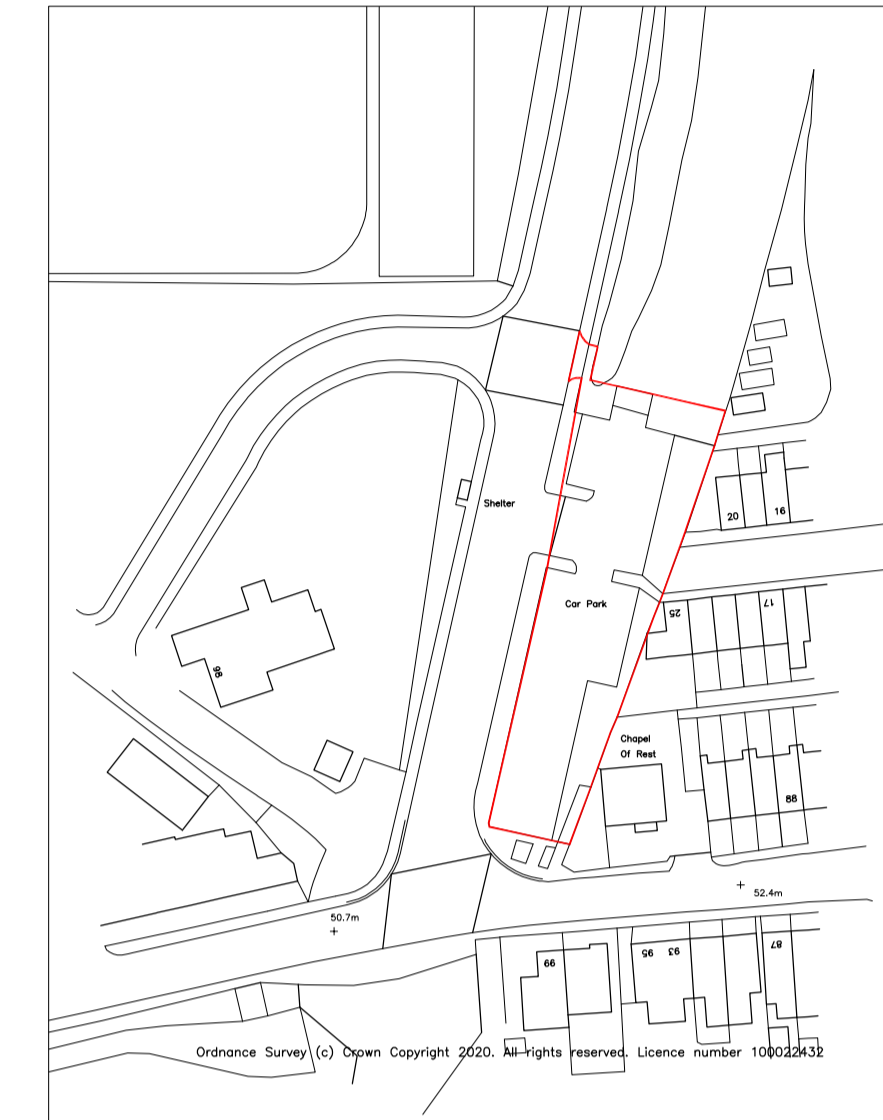 Shelter
20
16
Car Park
25
17
98
Chapel
Of Rest
88
52.4m
50.7m
99
95
93
87
Ordnance Survey (c) Crown Copyright 2020. All rights reserved. Licence number 100022432